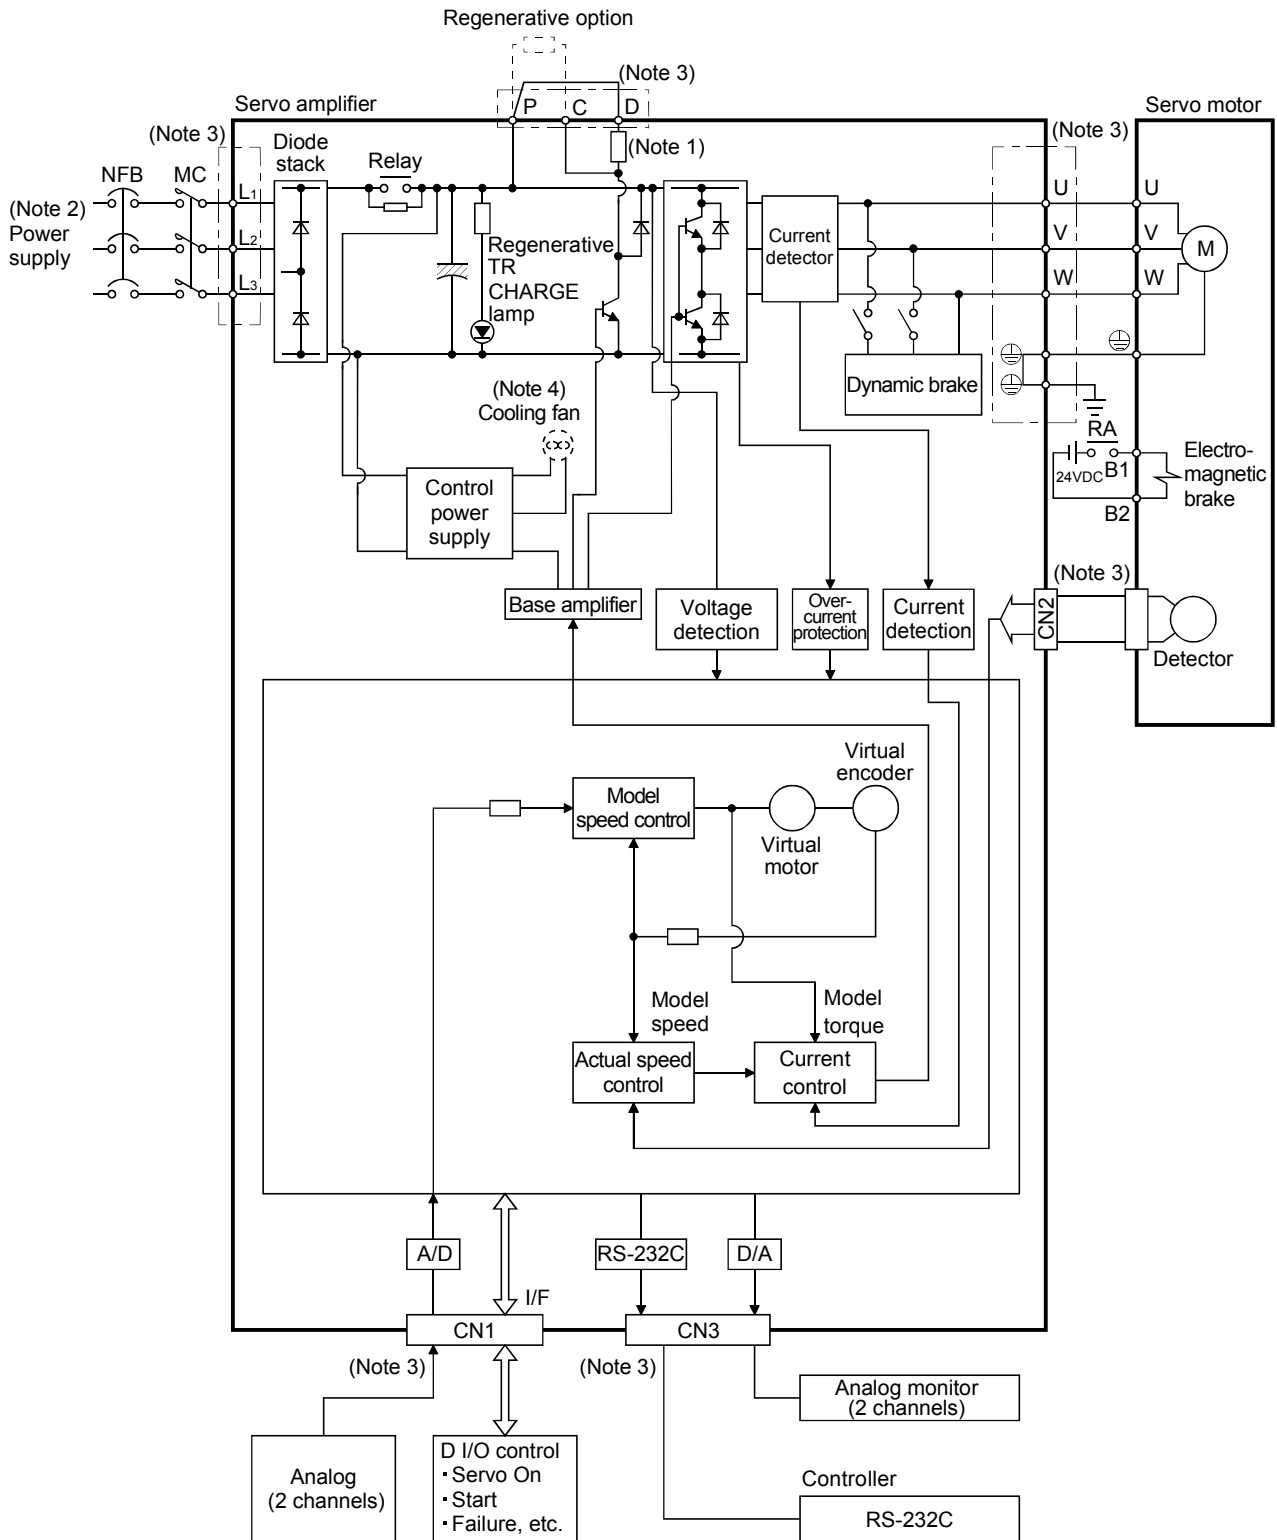 Regenerative option
(Note 3)
P C D
Servo amplifier
Servo motor
(Note 3)
Diode
stack
Relay
(Note 1)
(Note 3)
NFB
MC
(Note 2)
Power
supply
L1
L2
L3
Regenerative
TR
CHARGE
lamp
Current
detector
U
V
W
U
V
W
M
Dynamic brake
(Note 4)
Cooling fan
RA
24VDC
B1
B2
Electro-
magnetic
brake
Control
power
supply
Base amplifier
Voltage
detection
Over-
current
protection
Current
detection
(Note 3)
CN2
Detector
Virtual
encoder
Model
speed control
Virtual
motor
Model
speed
Model
torque
Actual speed
control
Current
control
A/D
I/F
RS-232C
D/A
CN1
CN3
(Note 3)
(Note 3)
Analog monitor
(2 channels)
Analog
(2 channels)
D I/O control
・Servo On
・Start
・Failure, etc.
Controller
RS-232C